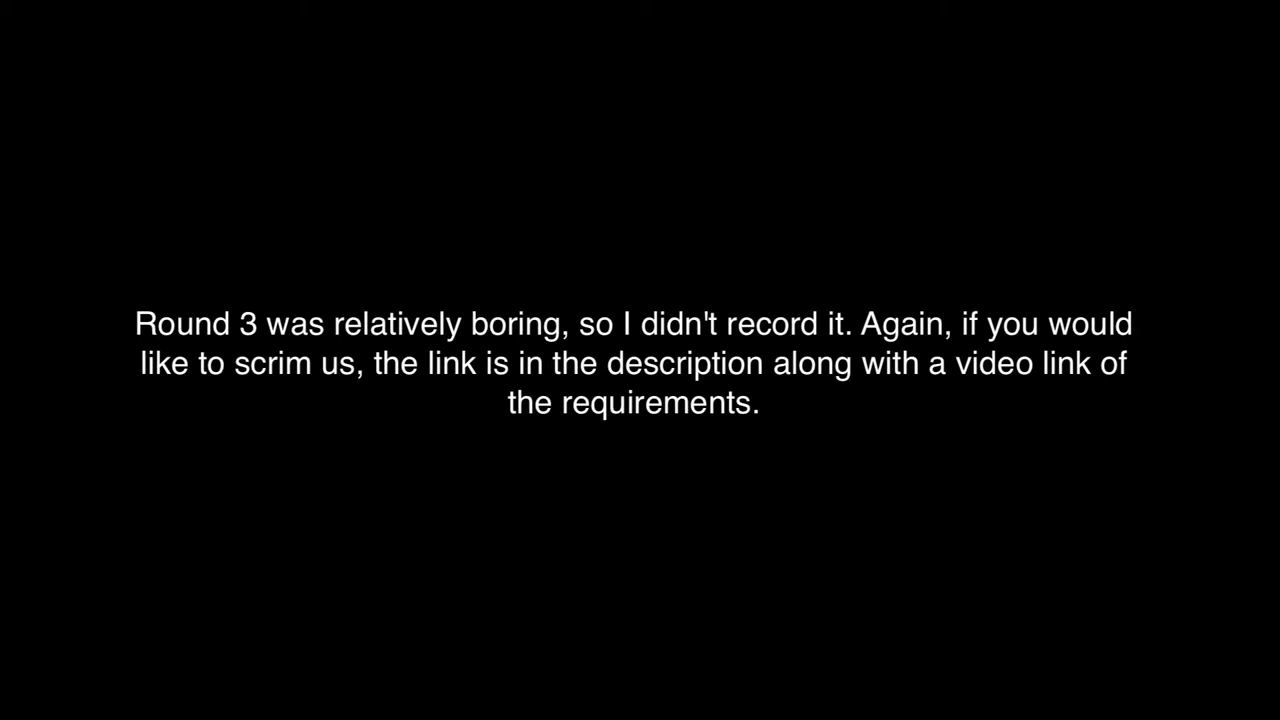 Round 3 was relatively boring, so I didn't record it. Again, if you would
like to scrim us, the link is in the description along with a video link of
the requirements.